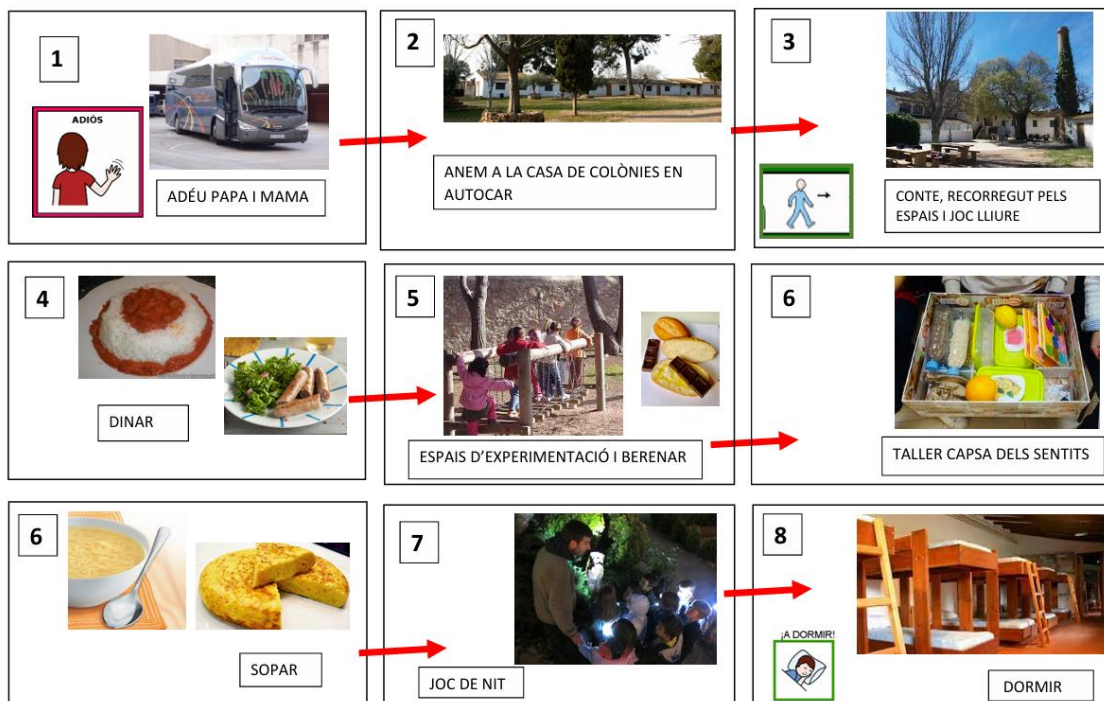 1
ADIÓS
ADÉU PAPA I MAMA
2
ANEM A LA CASA DE COLÒNIES EN
AUTOCAR
3
CONTE, RECORREGUT PELS
ESPAIS I JOC LLIURE
4
DINAR
5
ESPAIS D'EXPERIMENTACIÓ I BERENAR
6
TALLER CAPSA DELS SENTITS
6
SOPAR
7
JOC DE NIT
8
¡A DORMIR!
DORMIR